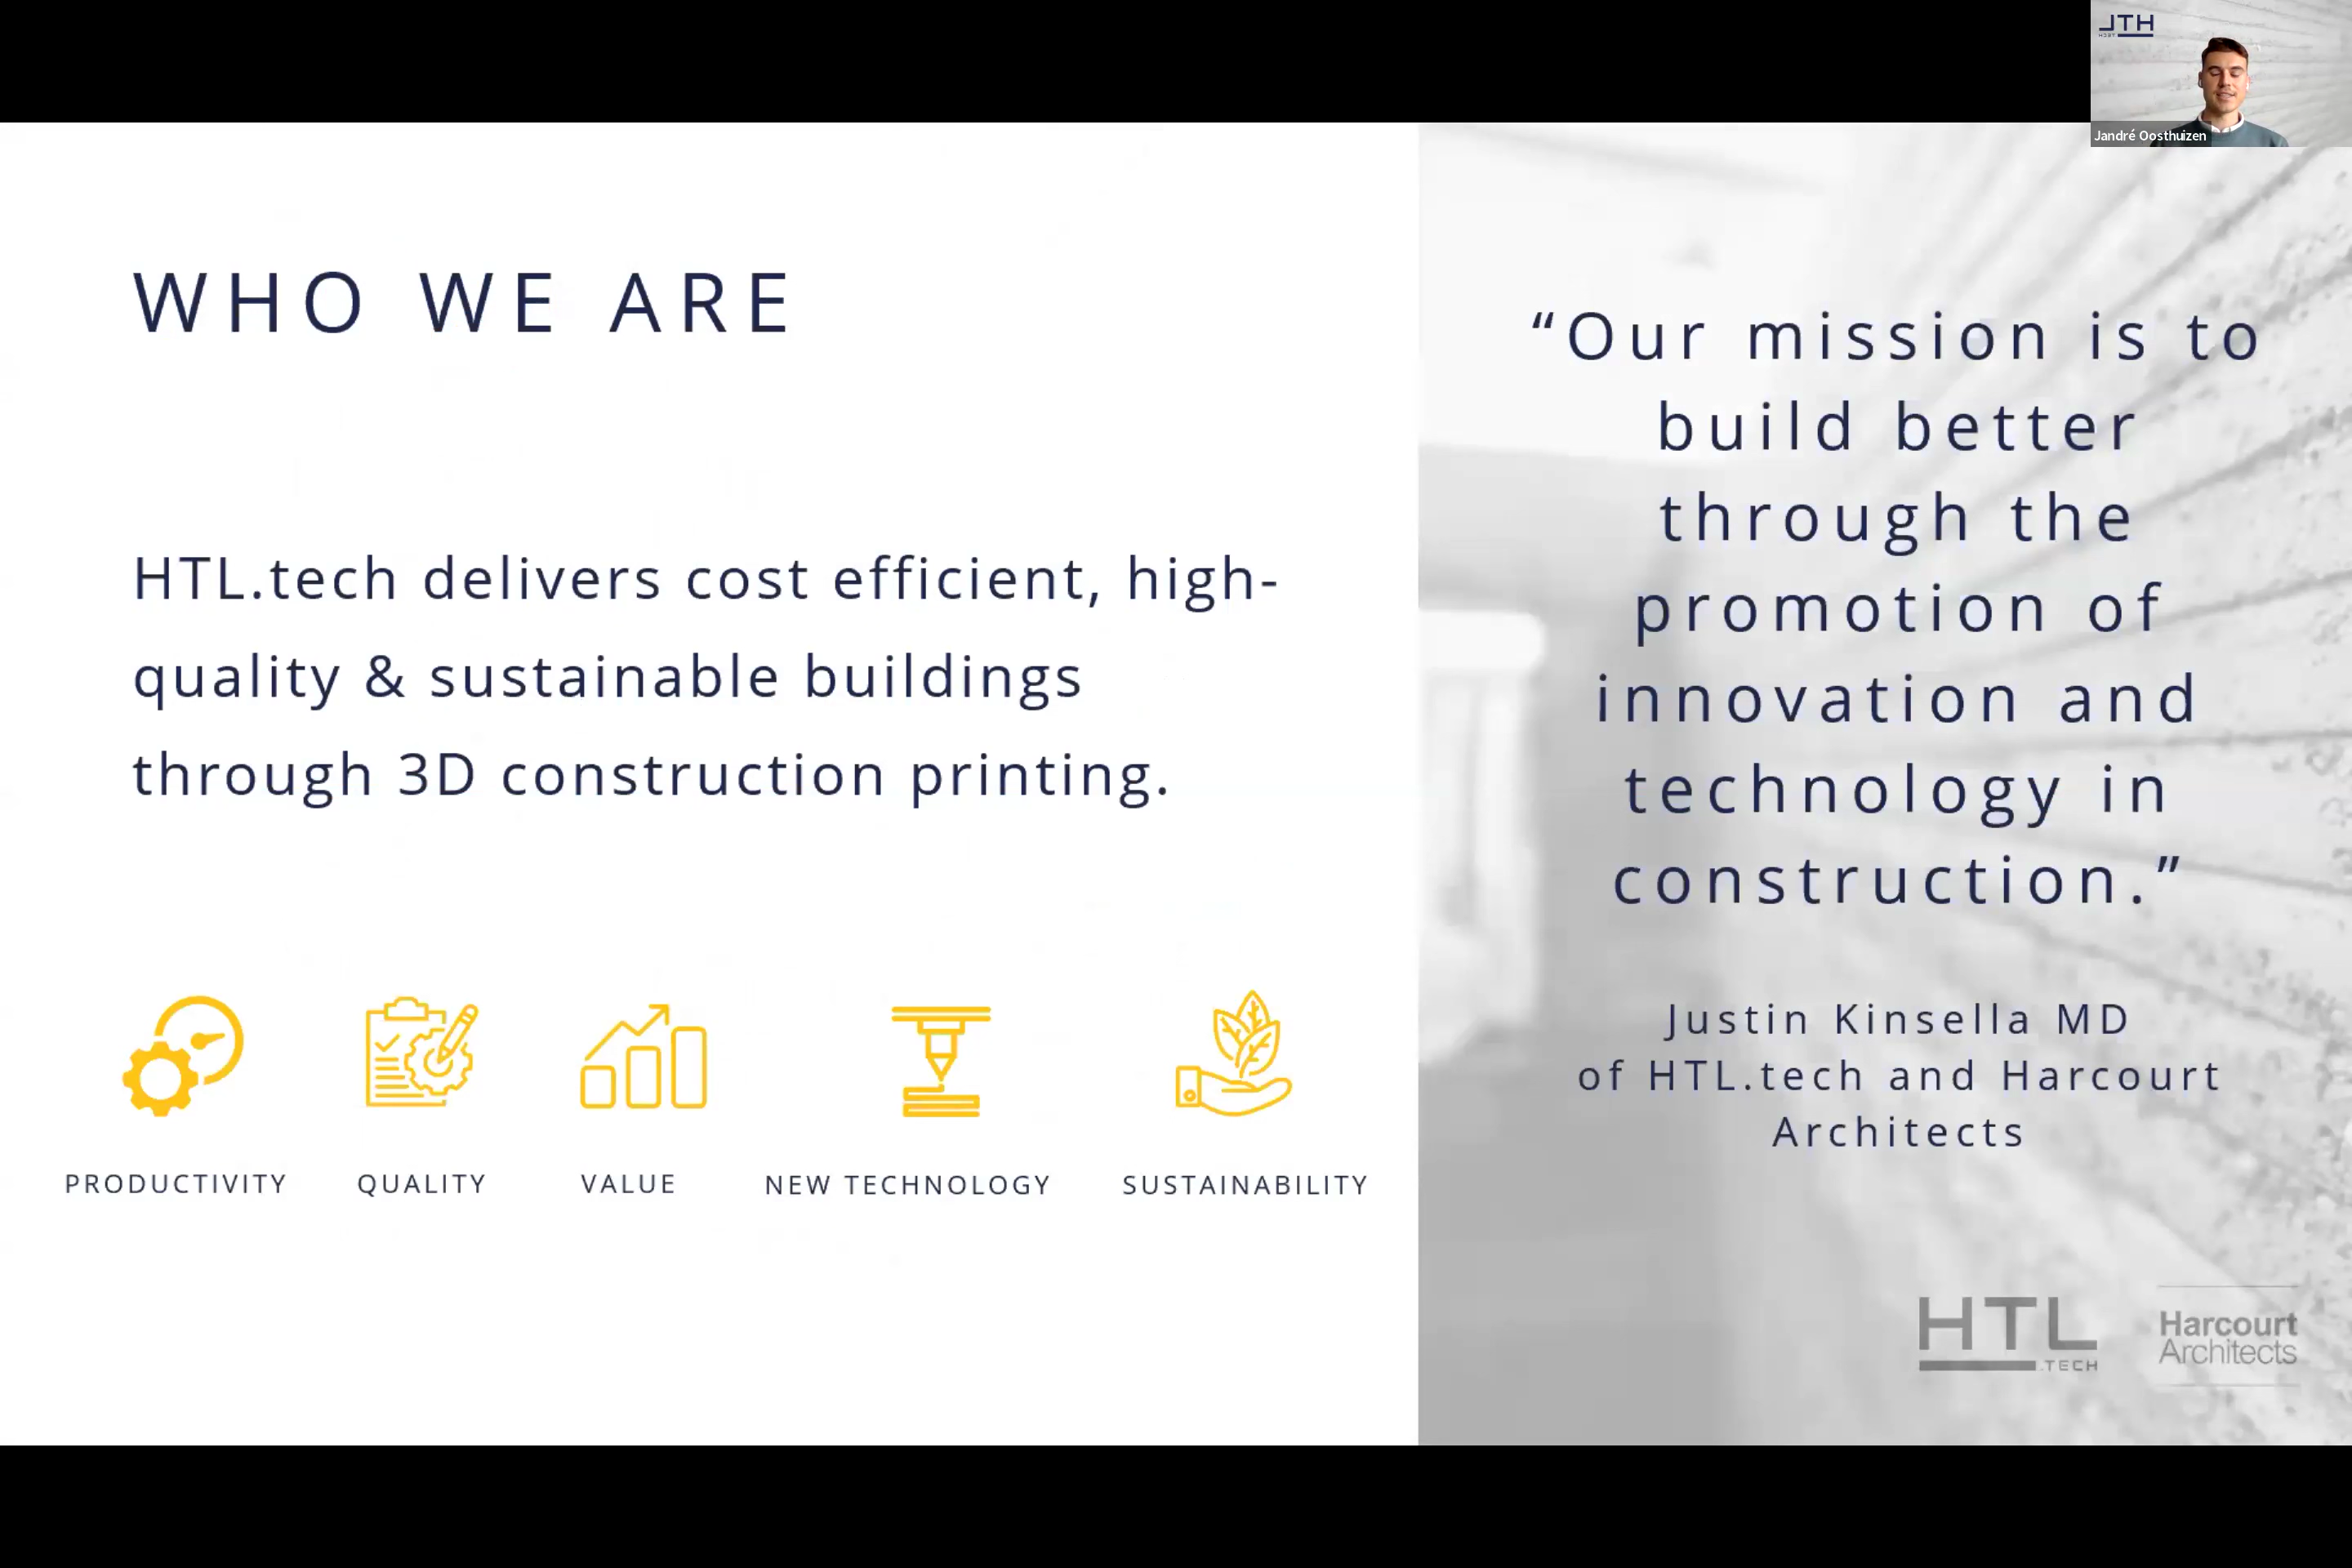 JTH
Jandré Oosthuizen
WHO WE ARE
HTL.tech delivers cost efficient, high-
quality & sustainable buildings
through 3D construction printing.
PRODUCTIVITY
QUALITY
VALUE
NEW TECHNOLOGY
SUSTAINABILITY
“Our mission is to
build better
through the
promotion of
innovation and
technology in
construction.”
Justin Kinsella MD
of HTL.tech and Harcourt
Architects
HTL
.TECH
Harcourt
Architects